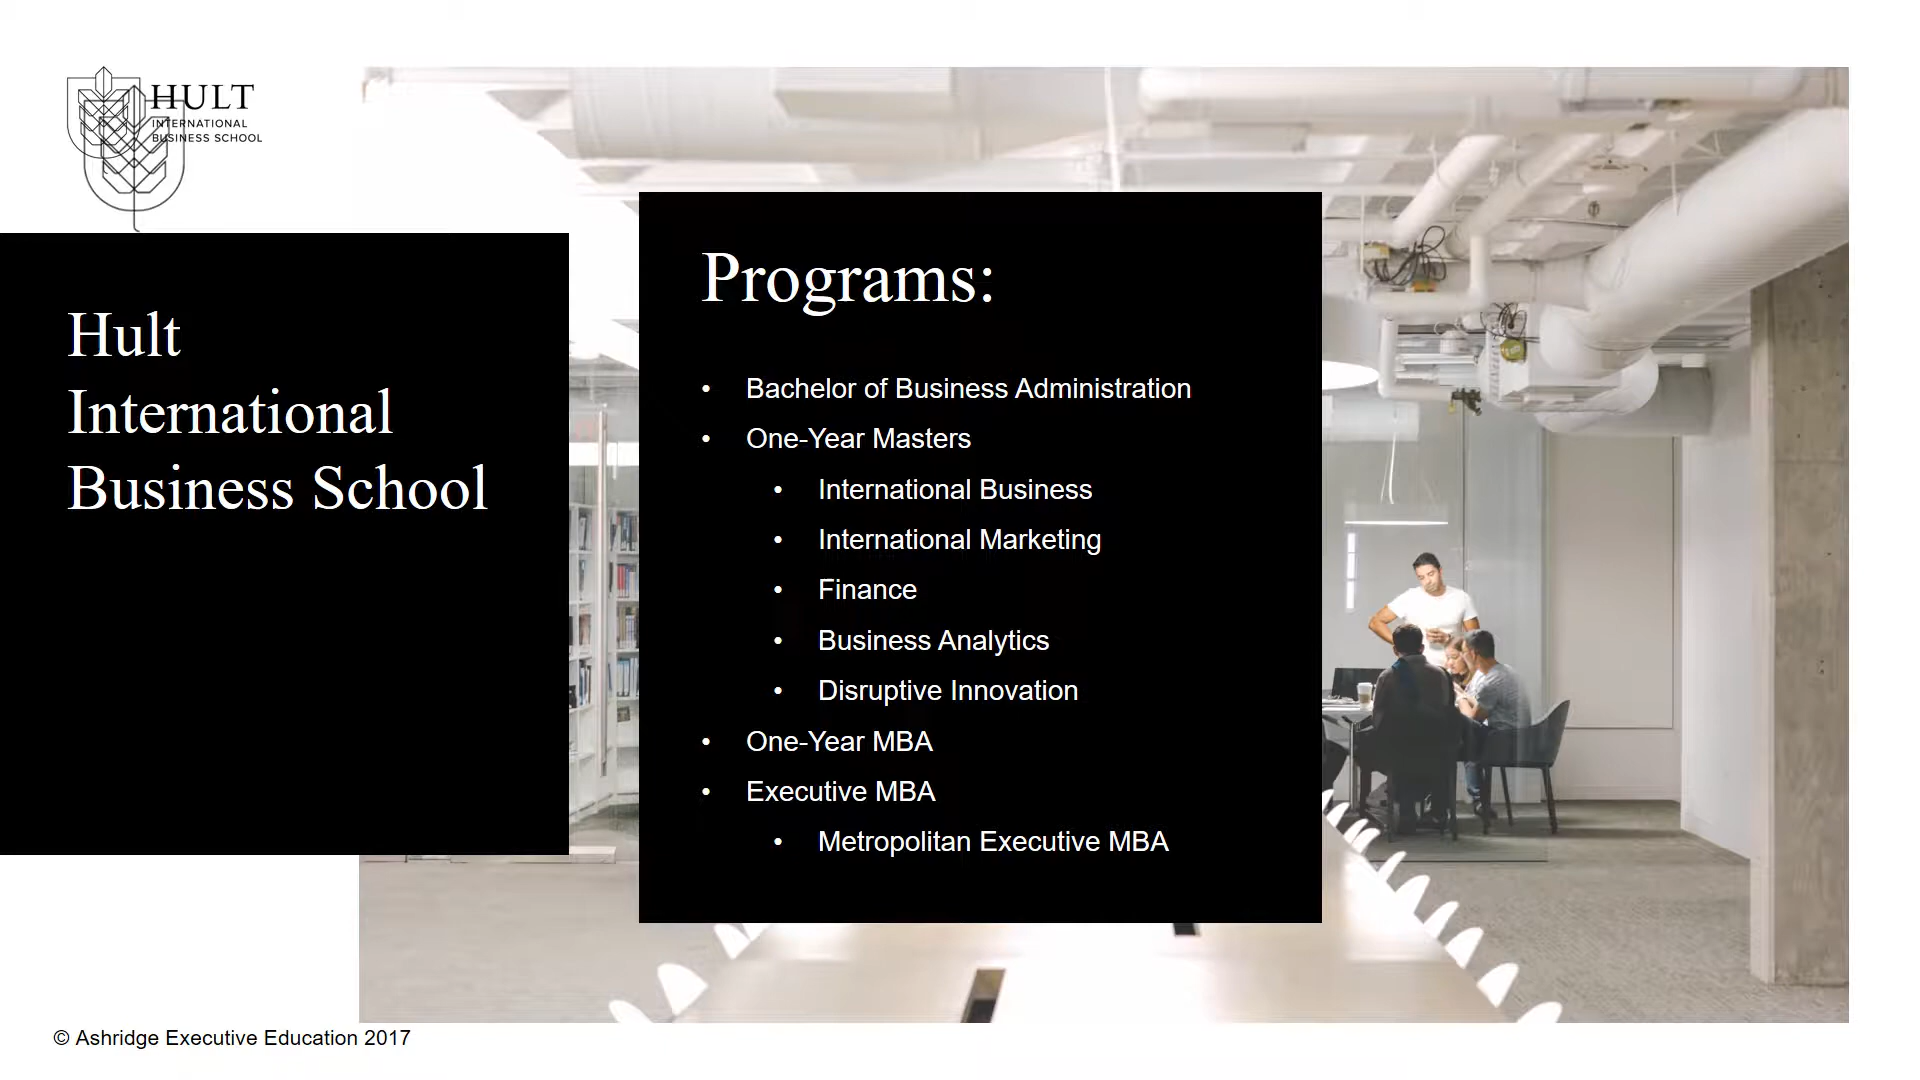 HULT
INTERNATIONAL
BUSINESS SCHOOL
Hult
International
Business School
Programs:
• Bachelor of Business Administration
• One-Year Masters
• International Business
• International Marketing
• Finance
• Business Analytics
• Disruptive Innovation
• One-Year MBA
• Executive MBA
• Metropolitan Executive MBA
© Ashridge Executive Education 2017